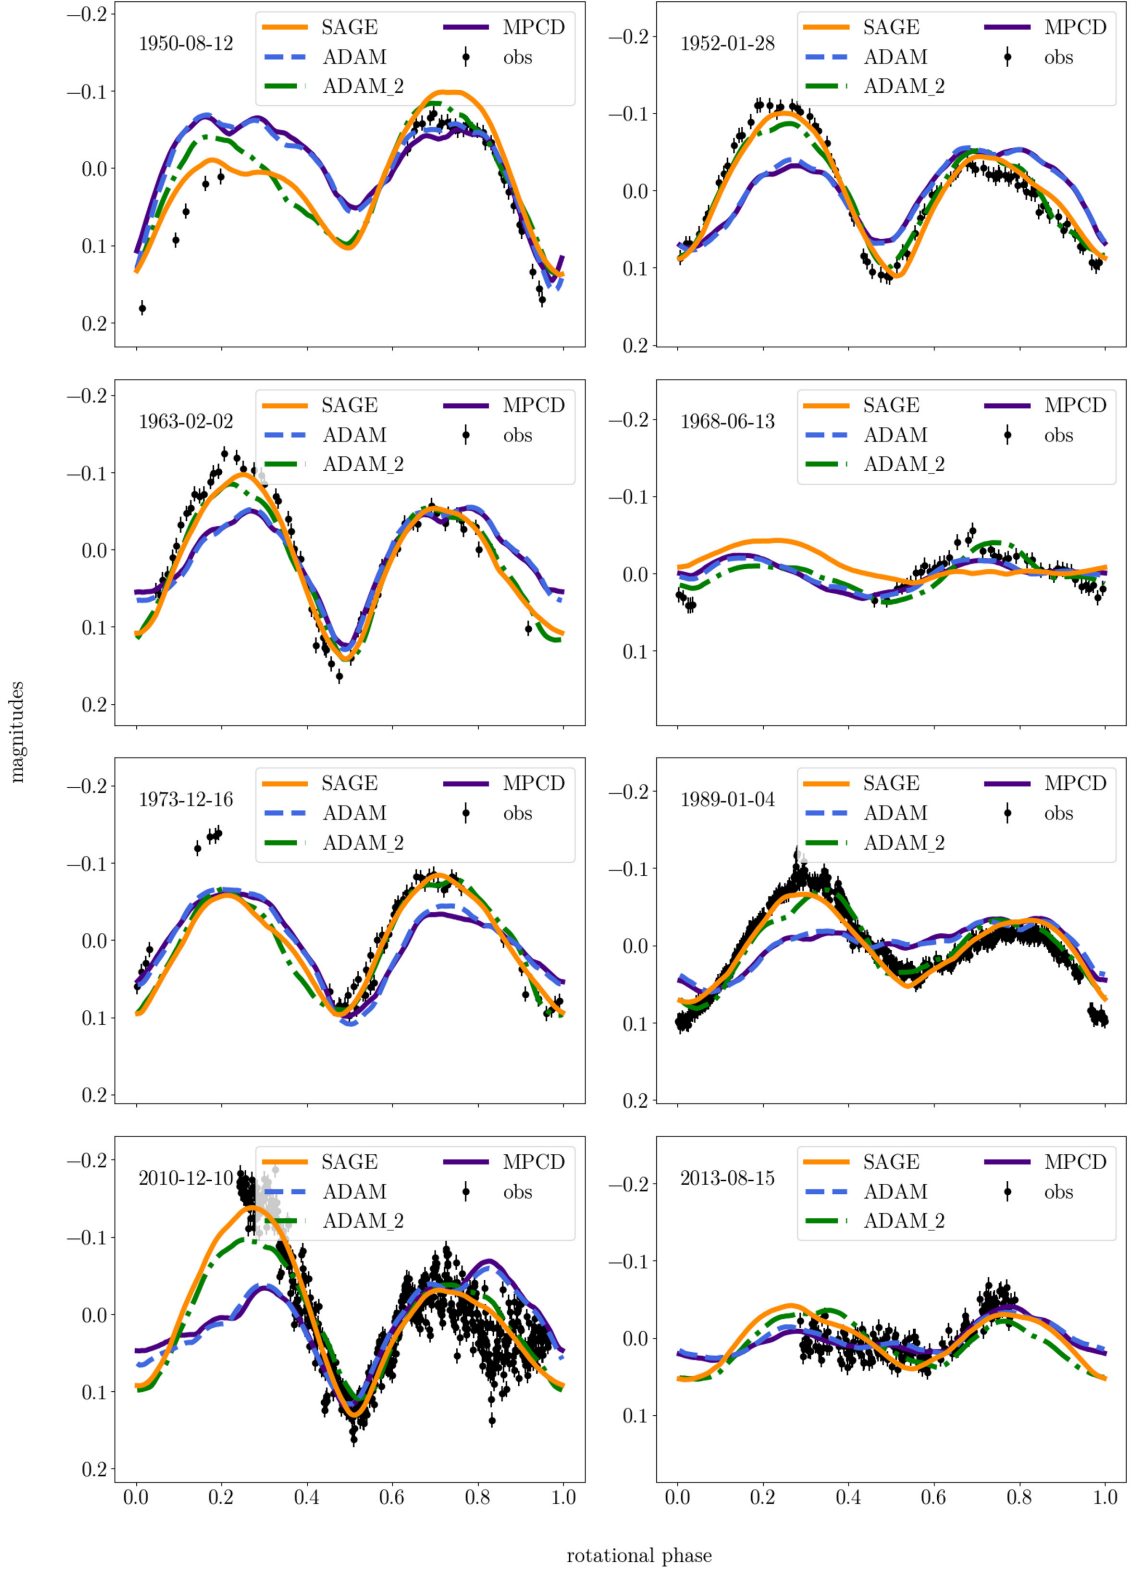 1950-08-12
SAGE
ADAM
ADAM_2
MPCD
obs
−0.2
−0.1
0.0
0.1
0.2
1952-01-28
SAGE
ADAM
ADAM_2
MPCD
obs
−0.2
−0.1
0.0
0.1
0.2
1963-02-02
SAGE
ADAM
ADAM_2
MPCD
obs
−0.2
−0.1
0.0
0.1
0.2
1968-06-13
SAGE
ADAM
ADAM_2
MPCD
obs
−0.2
−0.1
0.0
0.1
magnitudes
1973-12-16
SAGE
ADAM
ADAM_2
MPCD
obs
−0.2
−0.1
0.0
0.1
0.2
1989-01-04
SAGE
ADAM
ADAM_2
MPCD
obs
−0.2
−0.1
0.0
0.1
0.2
2010-12-10
SAGE
ADAM
ADAM_2
MPCD
obs
−0.2
−0.1
0.0
0.1
0.2
0.0 0.2 0.4 0.6 0.8 1.0
2013-08-15
SAGE
ADAM
ADAM_2
MPCD
obs
−0.2
−0.1
0.0
0.1
0.0 0.2 0.4 0.6 0.8 1.0
rotational phase